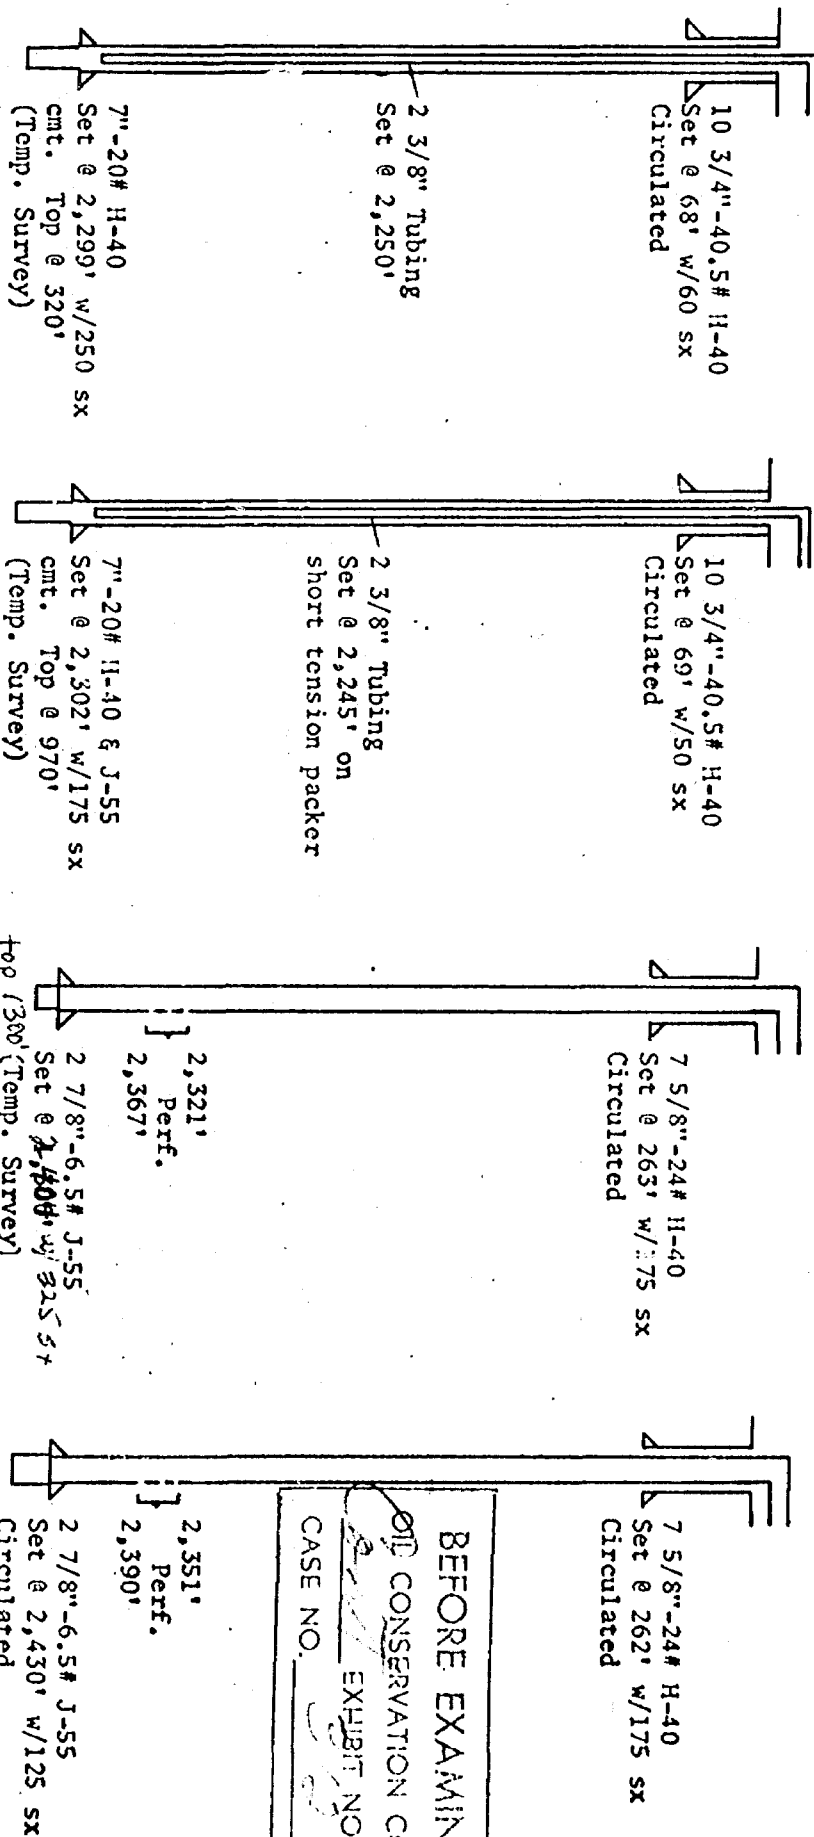 10 3/4"-40.5# H-40
Set @ 68' w/60 sx
Circulated
2 3/8" Tubing
Set @ 2,250'
7"-20# H-40
Set @ 2,299' w/250 sx
cmt. Top @ 320'
(Temp. Survey)
10 3/4"-40.5# H-40
Set @ 69' w/50 sx
Circulated
2 3/8" Tubing
Set @ 2,245' on
short tension packer
7"-20# H-40 & J-55
Set @ 2,302' w/175 sx
cmt. Top @ 970'
(Temp. Survey)
7 5/8"-24# H-40
Set @ 263' w/175 sx
Circulated
2,321'
Perf.
2,367'
2 7/8"-6.5# J-55
Set @ w/ 325 sx
top 1300' (Temp. Survey)
7 5/8"-24# H-40
Set @ 262' w/175 sx
Circulated
2,351'
Perf.
2,390'
2 7/8"-6.5# J-55
Set @ 2,430' w/125 sx
Circulated
BEFORE EXAMIN
OIL CONSERVATION C
EXHIBIT NO
CASE NO.